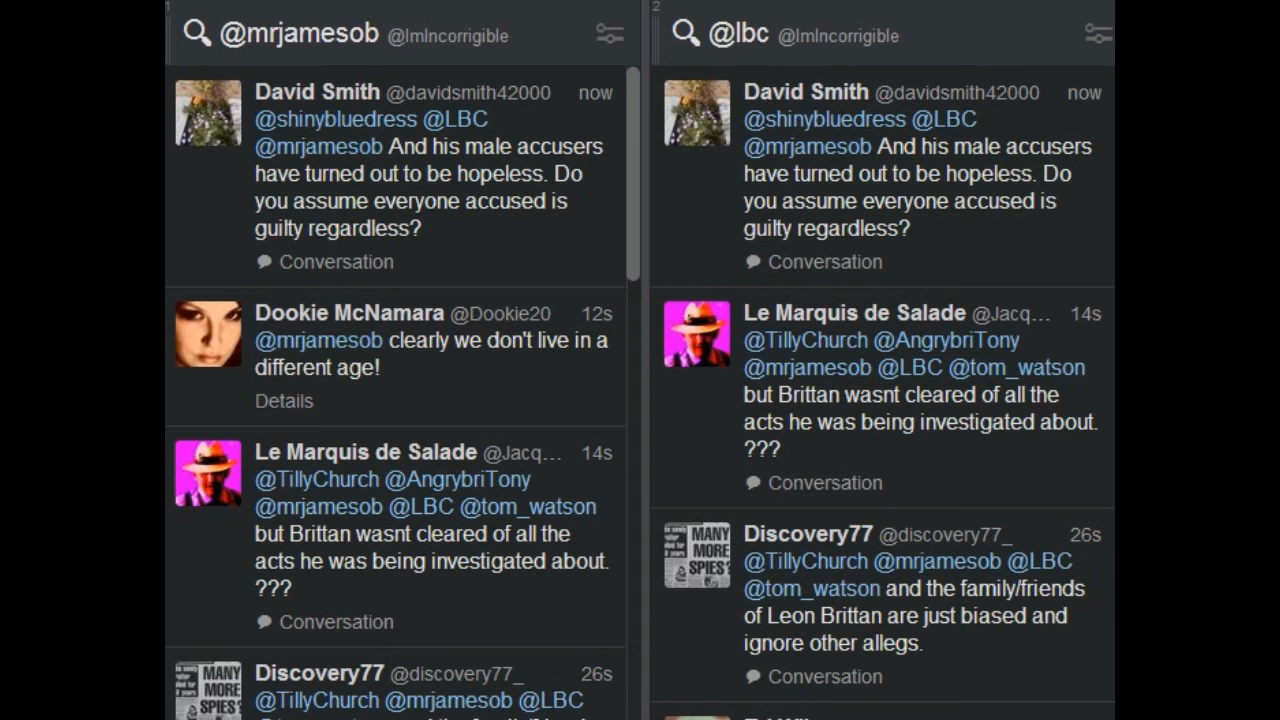 1
@mrjamesob @ImIncorrigible
David Smith @davidsmith42000 now
@shinybluedress @LBC
@mrjamesob And his male accusers
have turned out to be hopeless. Do
you assume everyone accused is
guilty regardless?
Conversation
Dookie McNamara @Dookie20 12s
@mrjamesob clearly we don't live in a
different age!
Details
Le Marquis de Salade @Jacq... 14s
@TillyChurch @AngrybriTony
@mrjamesob @LBC @tom_watson
but Brittan wasnt cleared of all the
acts he was being investigated about.
???
Conversation
MANY
MORE
SPIES
Discovery77 @discovery77_ 26s
@TillyChurch @mrjamesob @LBC
2
@lbc @ImIncorrigible
David Smith @davidsmith42000 now
@shinybluedress @LBC
@mrjamesob And his male accusers
have turned out to be hopeless. Do
you assume everyone accused is
guilty regardless?
Conversation
Le Marquis de Salade @Jacq... 14s
@TillyChurch @AngrybriTony
@mrjamesob @LBC @tom_watson
but Brittan wasnt cleared of all the
acts he was being investigated about.
???
Conversation
MANY
MORE
SPIES?
Discovery77 @discovery77_ 26s
@TillyChurch @mrjamesob @LBC
@tom_watson and the family/friends
of Leon Brittan are just biased and
ignore other allegs.
Conversation